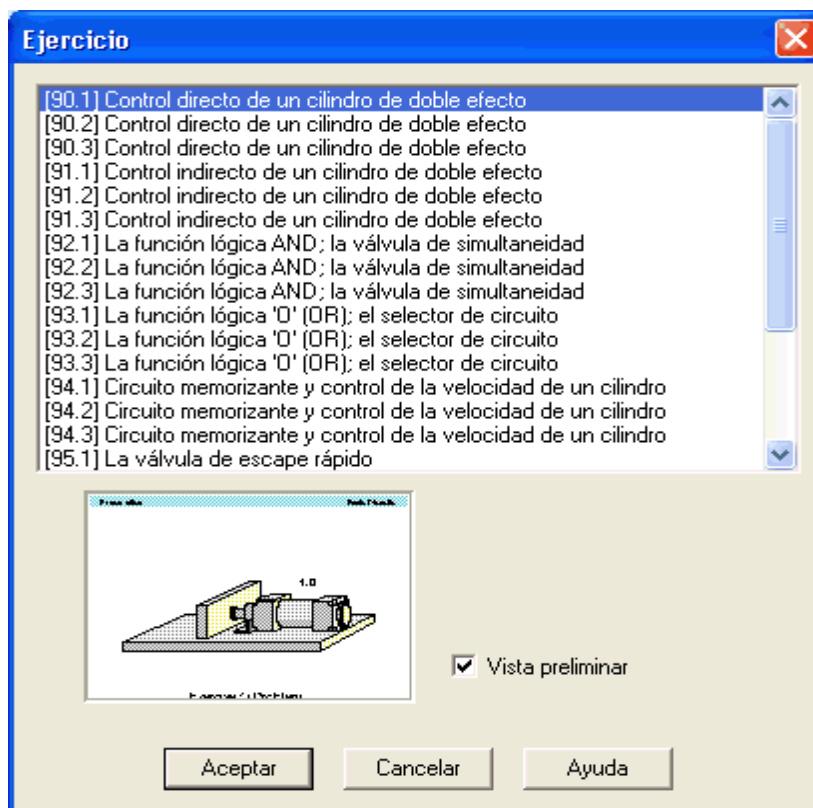 Ejercicio
[90.1] Control directo de un cilindro de doble efecto
[90.2] Control directo de un cilindro de doble efecto
[90.3] Control directo de un cilindro de doble efecto
[91.1] Control indirecto de un cilindro de doble efecto
[91.2] Control indirecto de un cilindro de doble efecto
[91.3] Control indirecto de un cilindro de doble efecto
[92.1] La función lógica AND; la válvula de simultaneidad
[92.2] La función lógica AND; la válvula de simultaneidad
[92.3] La función lógica AND; la válvula de simultaneidad
[93.1] La función lógica 'O' (OR); el selector de circuito
[93.2] La función lógica 'O' (OR); el selector de circuito
[93.3] La función lógica 'O' (OR); el selector de circuito
[94.1] Circuito memorizante y control de la velocidad de un cilindro
[94.2] Circuito memorizante y control de la velocidad de un cilindro
[94.3] Circuito memorizante y control de la velocidad de un cilindro
[95.1] La válvula de escape rápido
1.0
Vista preliminar
Aceptar
Cancelar
Ayuda